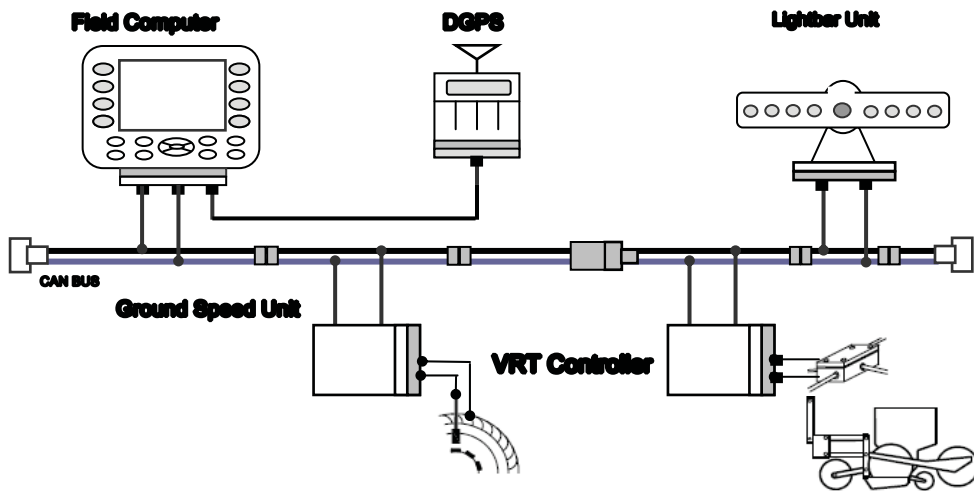 Field Computer
DGPS
Lightbar Unit
CAN BUS
Ground Speed Unit
VRT Controller